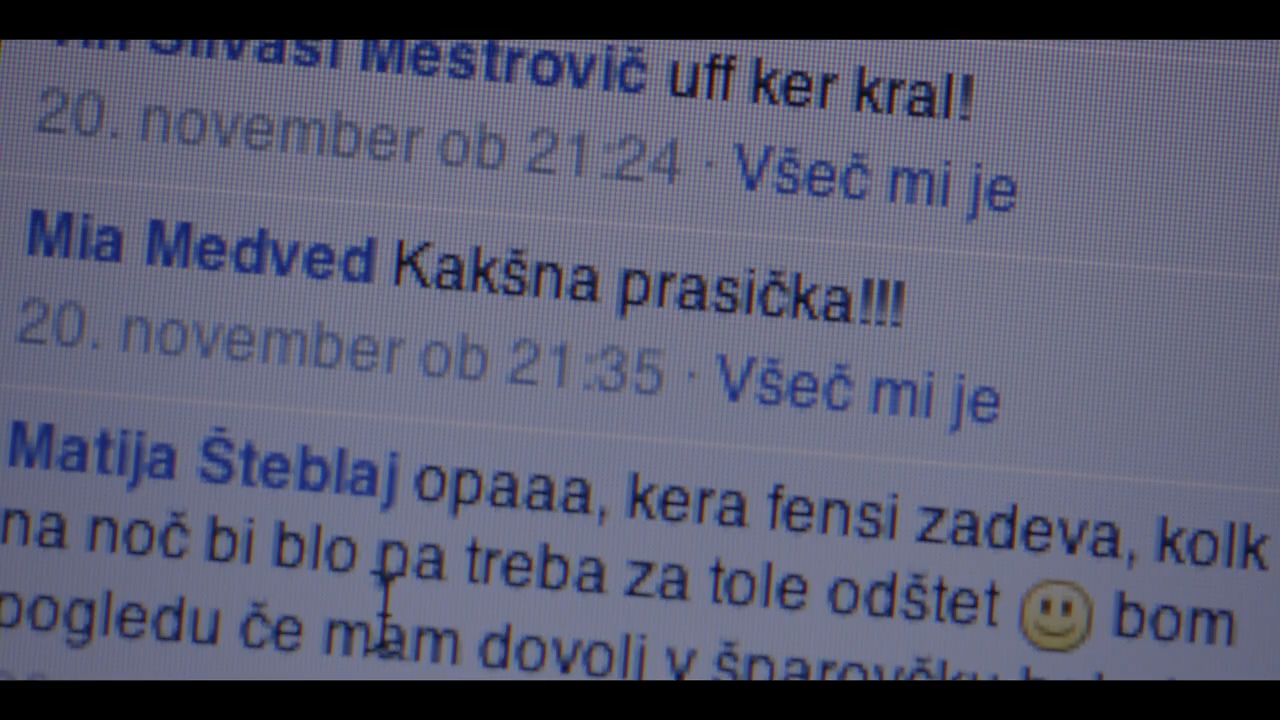 Mestrovič uff ker kral!
20. november ob 21:24 · Všeč mi je
Mia Medved Kakšna prasička!!!
20. november ob 21:35 · Všeč mi je
Matija Šteblaj opaaa, kera fensi zadeva, kolk
na noč bi blo pa treba za tole odštet 🙂 bom
pogledu če mam dovolj v šparovčku